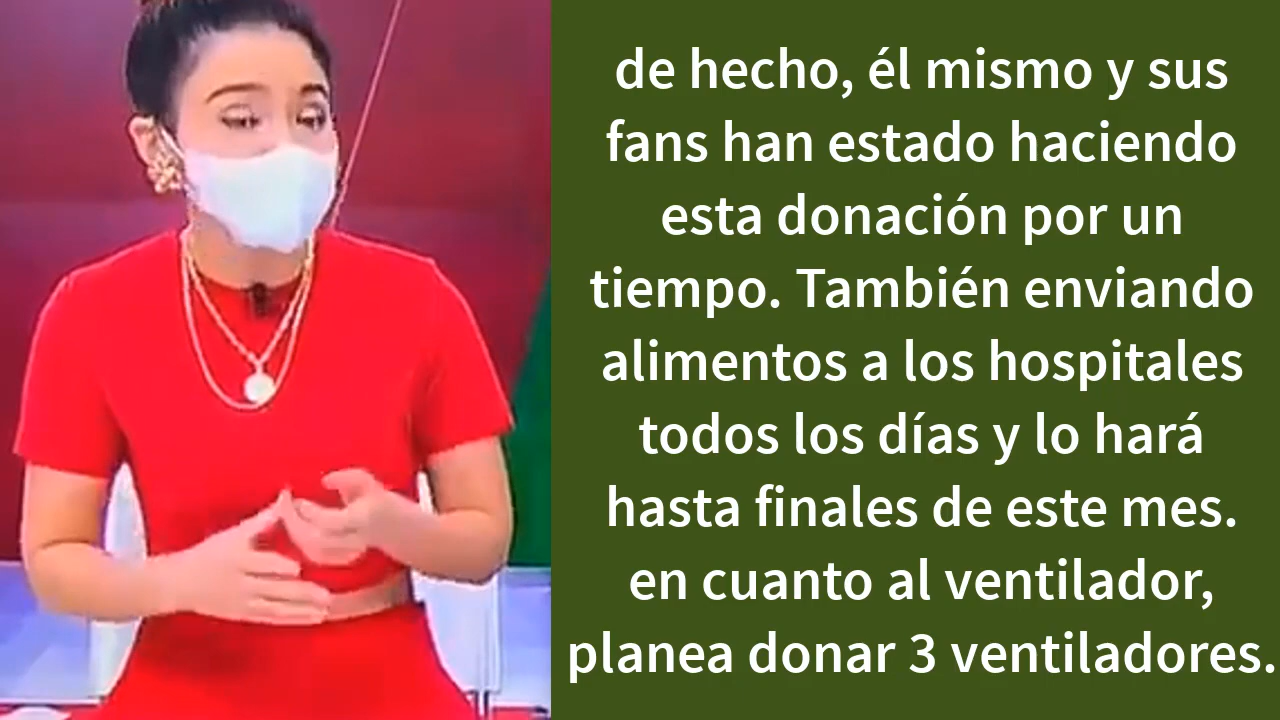 de hecho, él mismo y sus
fans han estado haciendo
esta donación por un
tiempo. También enviando
alimentos a los hospitales
todos los días y lo hará
hasta finales de este mes.
en cuanto al ventilador,
planea donar 3 ventiladores.